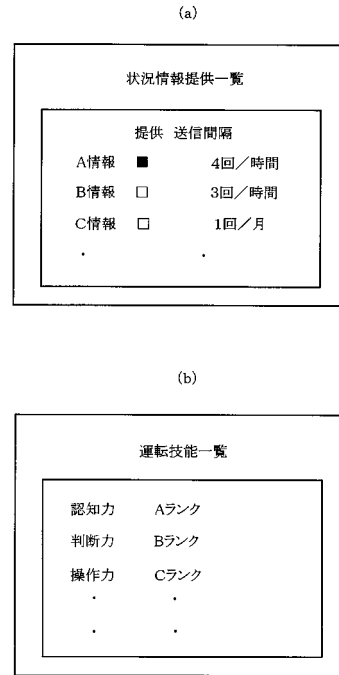 (a)
状況情報提供一覧
提供 送信間隔
A情報 ■ 4回／時間
B情報 □ 3回／時間
C情報 □ 1回／月
・ ・
(b)
運転技能一覧
認知力 Aランク
判断力 Bランク
操作力 Cランク
・ ・
・ ・